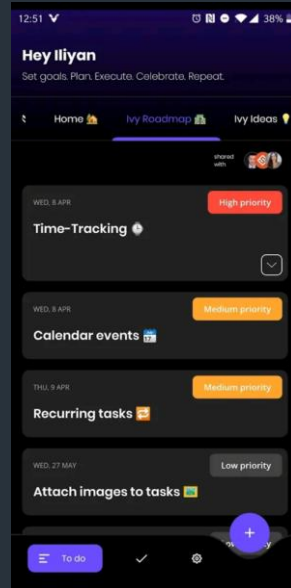 12:51
38%
Hey Iliyan
Set goals. Plan. Execute. Celebrate. Repeat.
Home 🏡 Ivy Roadmap Ivy Ideas 💡
shared
with
WED, 8 APR High priority
Time-Tracking
WED, 8 APR Medium priority
Calendar events 📅
THU, 9 APR Medium priority
Recurring tasks 🔁
WED, 27 MAY Low priority
Attach images to tasks 🖼️
To do